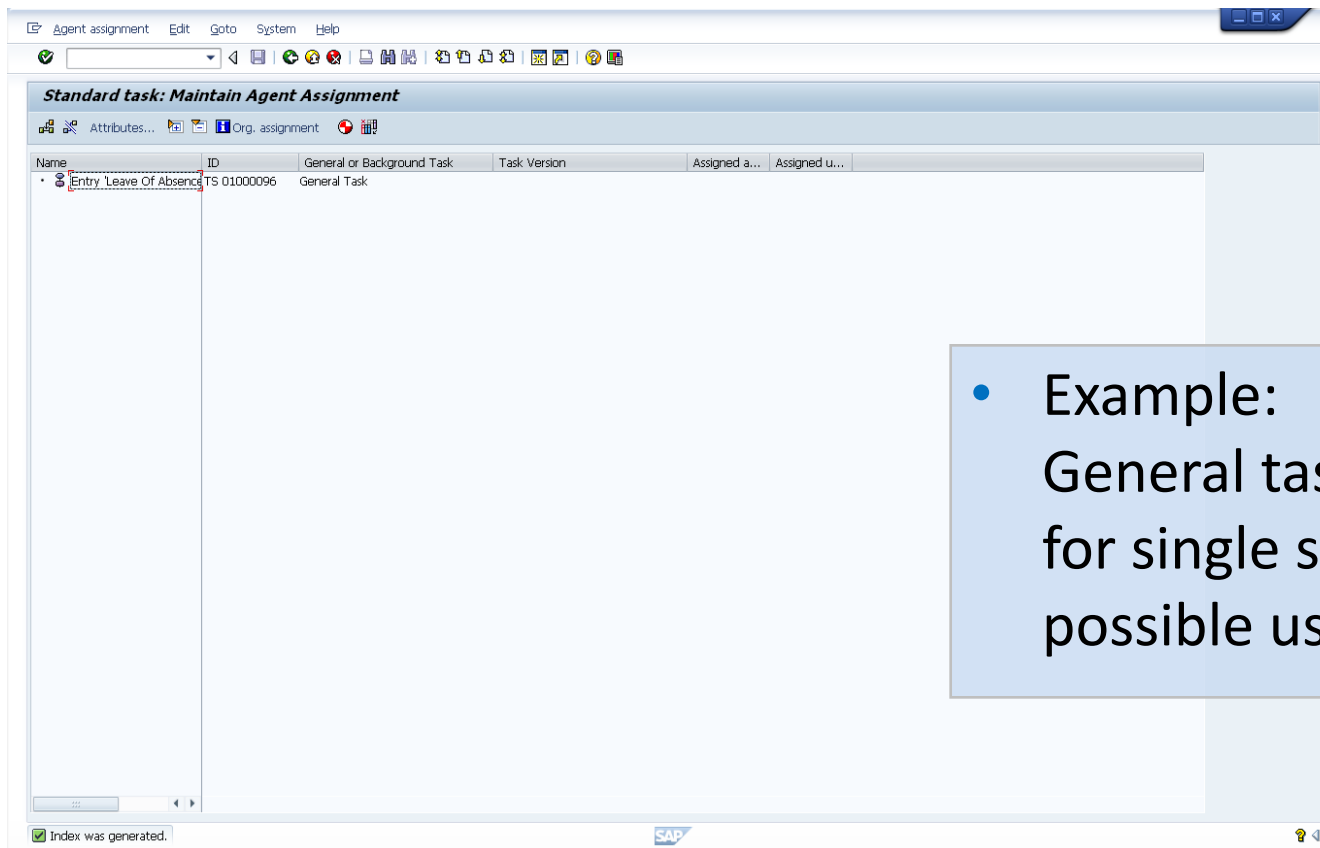 Agent assignment Edit Goto System Help
Standard task: Maintain Agent Assignment
Attributes... Org. assignment
Name ID General or Background Task Task Version Assigned a... Assigned u...
Entry 'Leave Of Absence TS 01000096 General Task
• Example:
General tas
for single s
possible us
Index was generated.
SAP